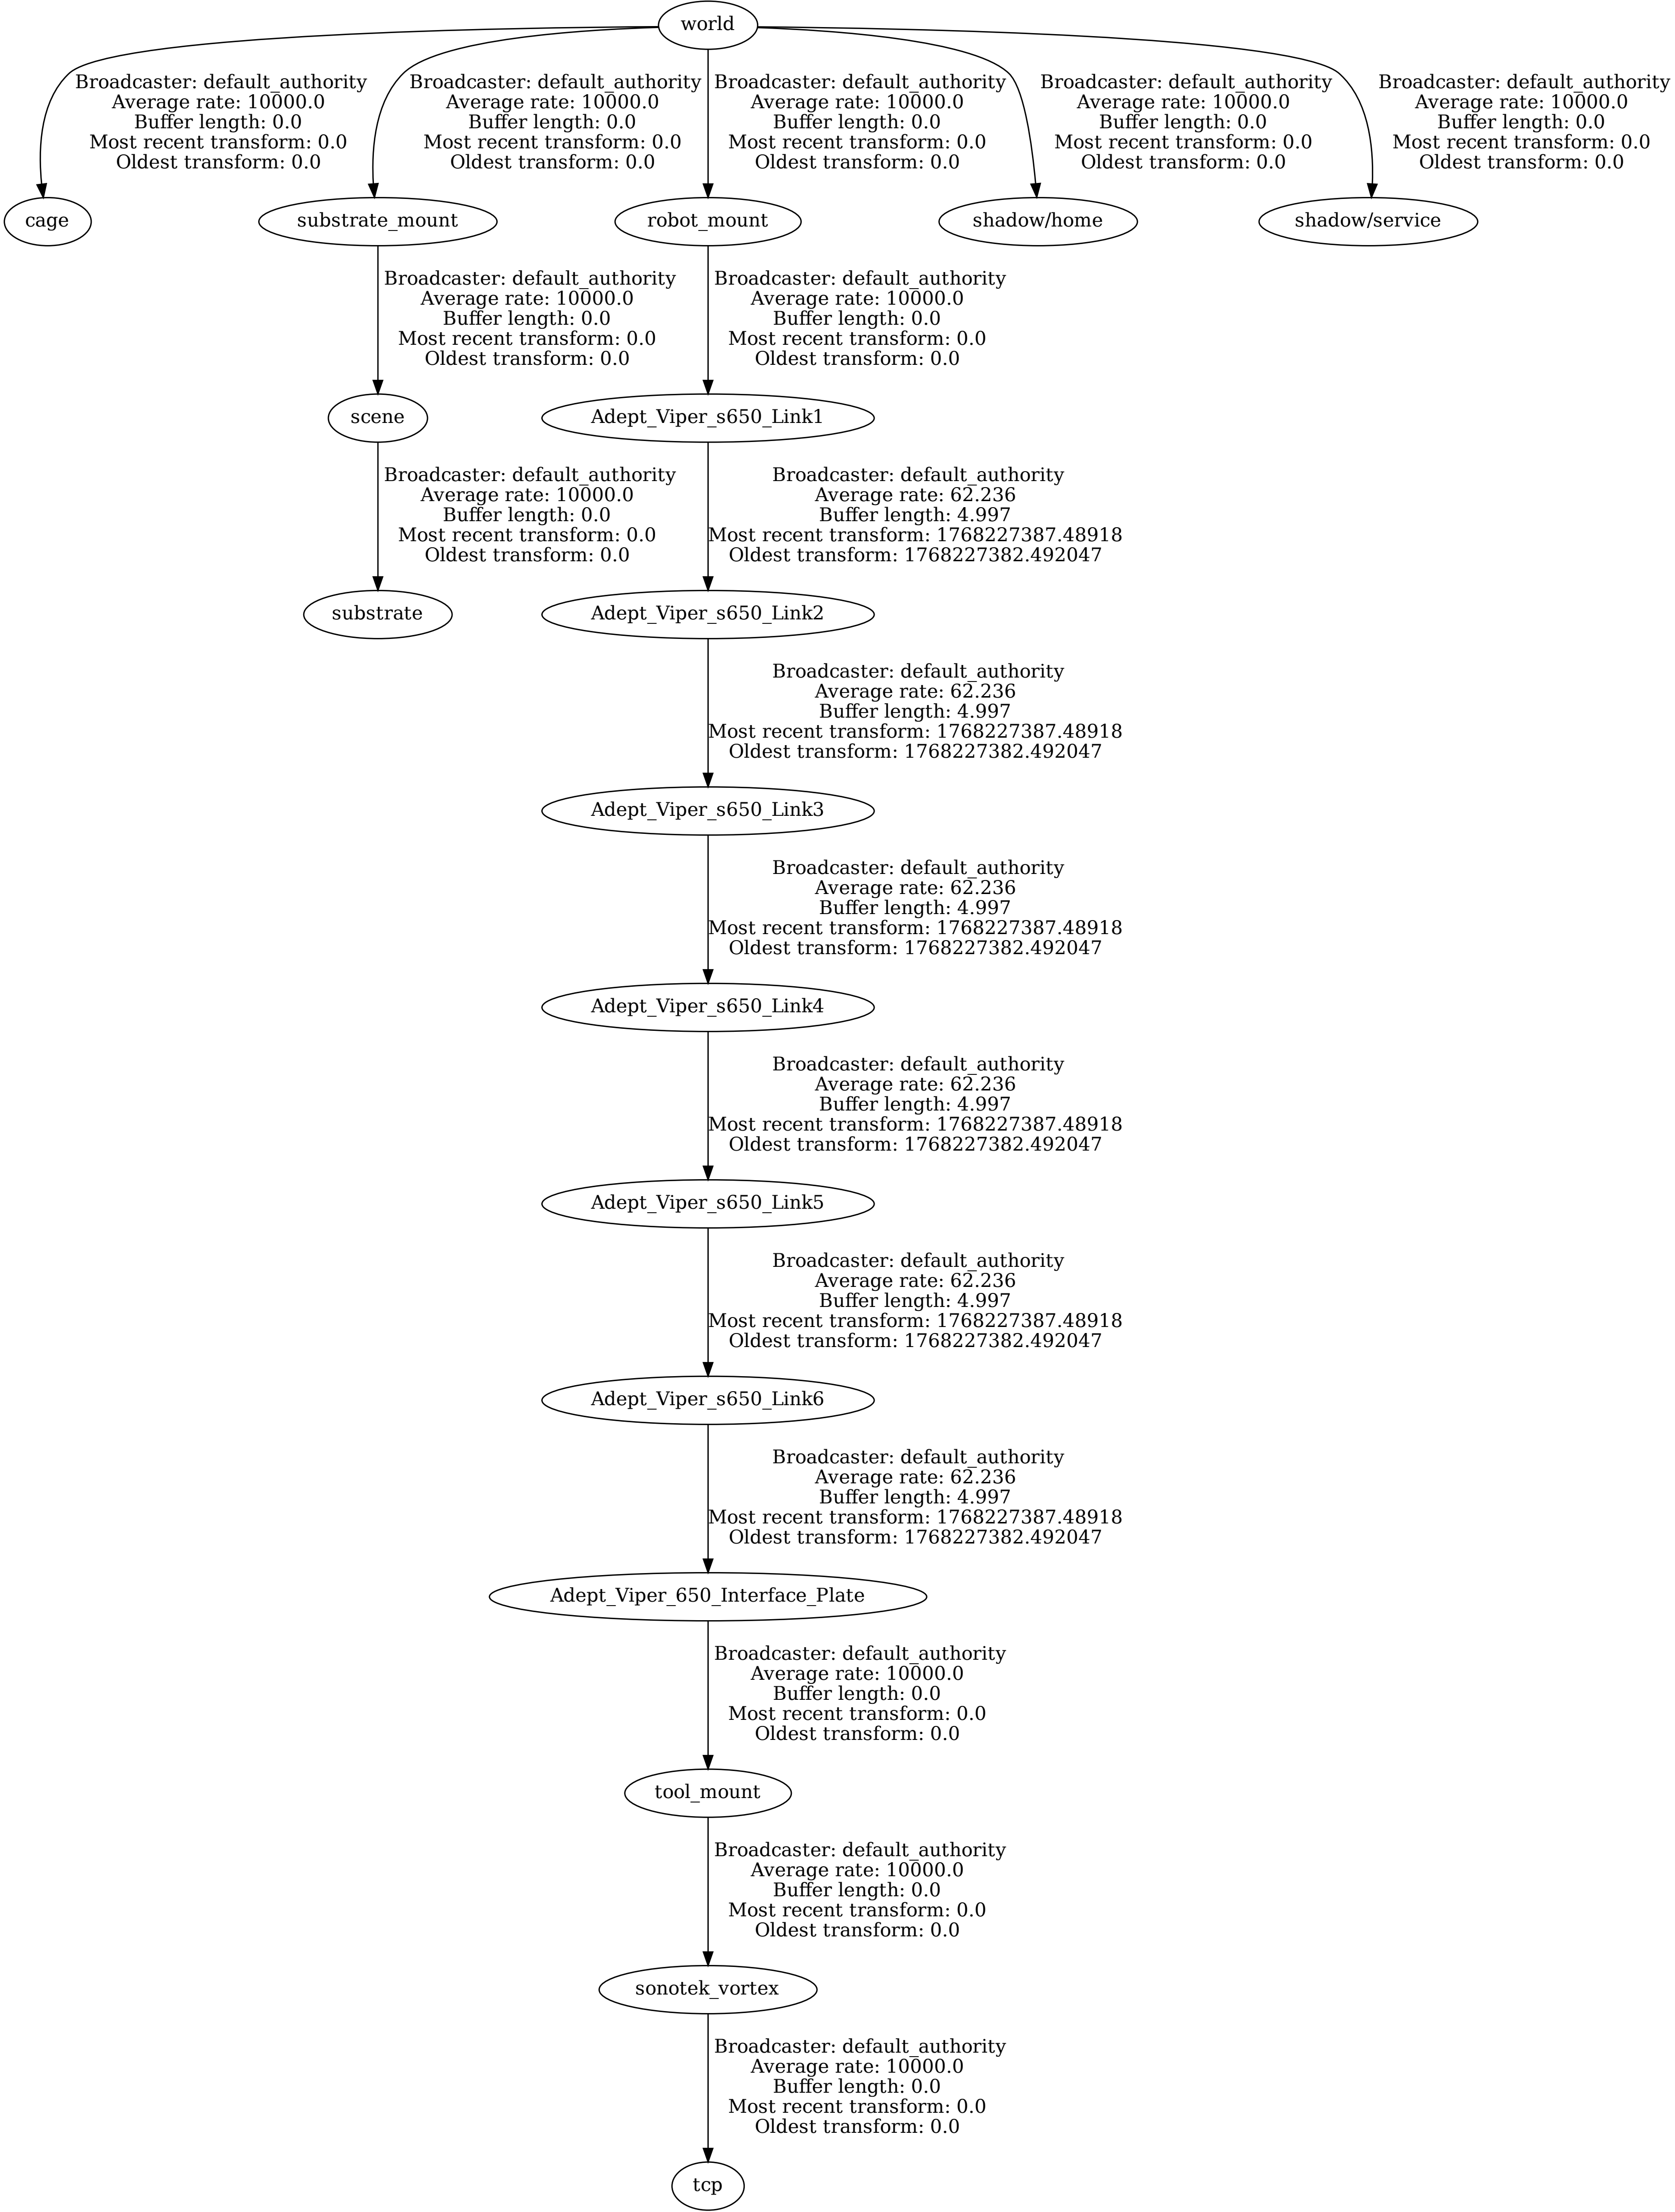 world
Broadcaster: default_authority
Average rate: 10000.0
Buffer length: 0.0
Most recent transform: 0.0
Oldest transform: 0.0
Broadcaster: default_authority
Average rate: 10000.0
Buffer length: 0.0
Most recent transform: 0.0
Oldest transform: 0.0
Broadcaster: default_authority
Average rate: 10000.0
Buffer length: 0.0
Most recent transform: 0.0
Oldest transform: 0.0
Broadcaster: default_authority
Average rate: 10000.0
Buffer length: 0.0
Most recent transform: 0.0
Oldest transform: 0.0
Broadcaster: default_authority
Average rate: 10000.0
Buffer length: 0.0
Most recent transform: 0.0
Oldest transform: 0.0
cage
substrate_mount
robot_mount
shadow/home
shadow/service
Broadcaster: default_authority
Average rate: 10000.0
Buffer length: 0.0
Most recent transform: 0.0
Oldest transform: 0.0
Broadcaster: default_authority
Average rate: 10000.0
Buffer length: 0.0
Most recent transform: 0.0
Oldest transform: 0.0
scene
Adept_Viper_s650_Link1
Broadcaster: default_authority
Average rate: 10000.0
Buffer length: 0.0
Most recent transform: 0.0
Oldest transform: 0.0
Broadcaster: default_authority
Average rate: 62.236
Buffer length: 4.997
Most recent transform: 1768227387.48918
Oldest transform: 1768227382.492047
substrate
Adept_Viper_s650_Link2
Broadcaster: default_authority
Average rate: 62.236
Buffer length: 4.997
Most recent transform: 1768227387.48918
Oldest transform: 1768227382.492047
Adept_Viper_s650_Link3
Broadcaster: default_authority
Average rate: 62.236
Buffer length: 4.997
Most recent transform: 1768227387.48918
Oldest transform: 1768227382.492047
Adept_Viper_s650_Link4
Broadcaster: default_authority
Average rate: 62.236
Buffer length: 4.997
Most recent transform: 1768227387.48918
Oldest transform: 1768227382.492047
Adept_Viper_s650_Link5
Broadcaster: default_authority
Average rate: 62.236
Buffer length: 4.997
Most recent transform: 1768227387.48918
Oldest transform: 1768227382.492047
Adept_Viper_s650_Link6
Broadcaster: default_authority
Average rate: 62.236
Buffer length: 4.997
Most recent transform: 1768227387.48918
Oldest transform: 1768227382.492047
Adept_Viper_650_Interface_Plate
Broadcaster: default_authority
Average rate: 10000.0
Buffer length: 0.0
Most recent transform: 0.0
Oldest transform: 0.0
tool_mount
Broadcaster: default_authority
Average rate: 10000.0
Buffer length: 0.0
Most recent transform: 0.0
Oldest transform: 0.0
sonotek_vortex
Broadcaster: default_authority
Average rate: 10000.0
Buffer length: 0.0
Most recent transform: 0.0
Oldest transform: 0.0
tcp